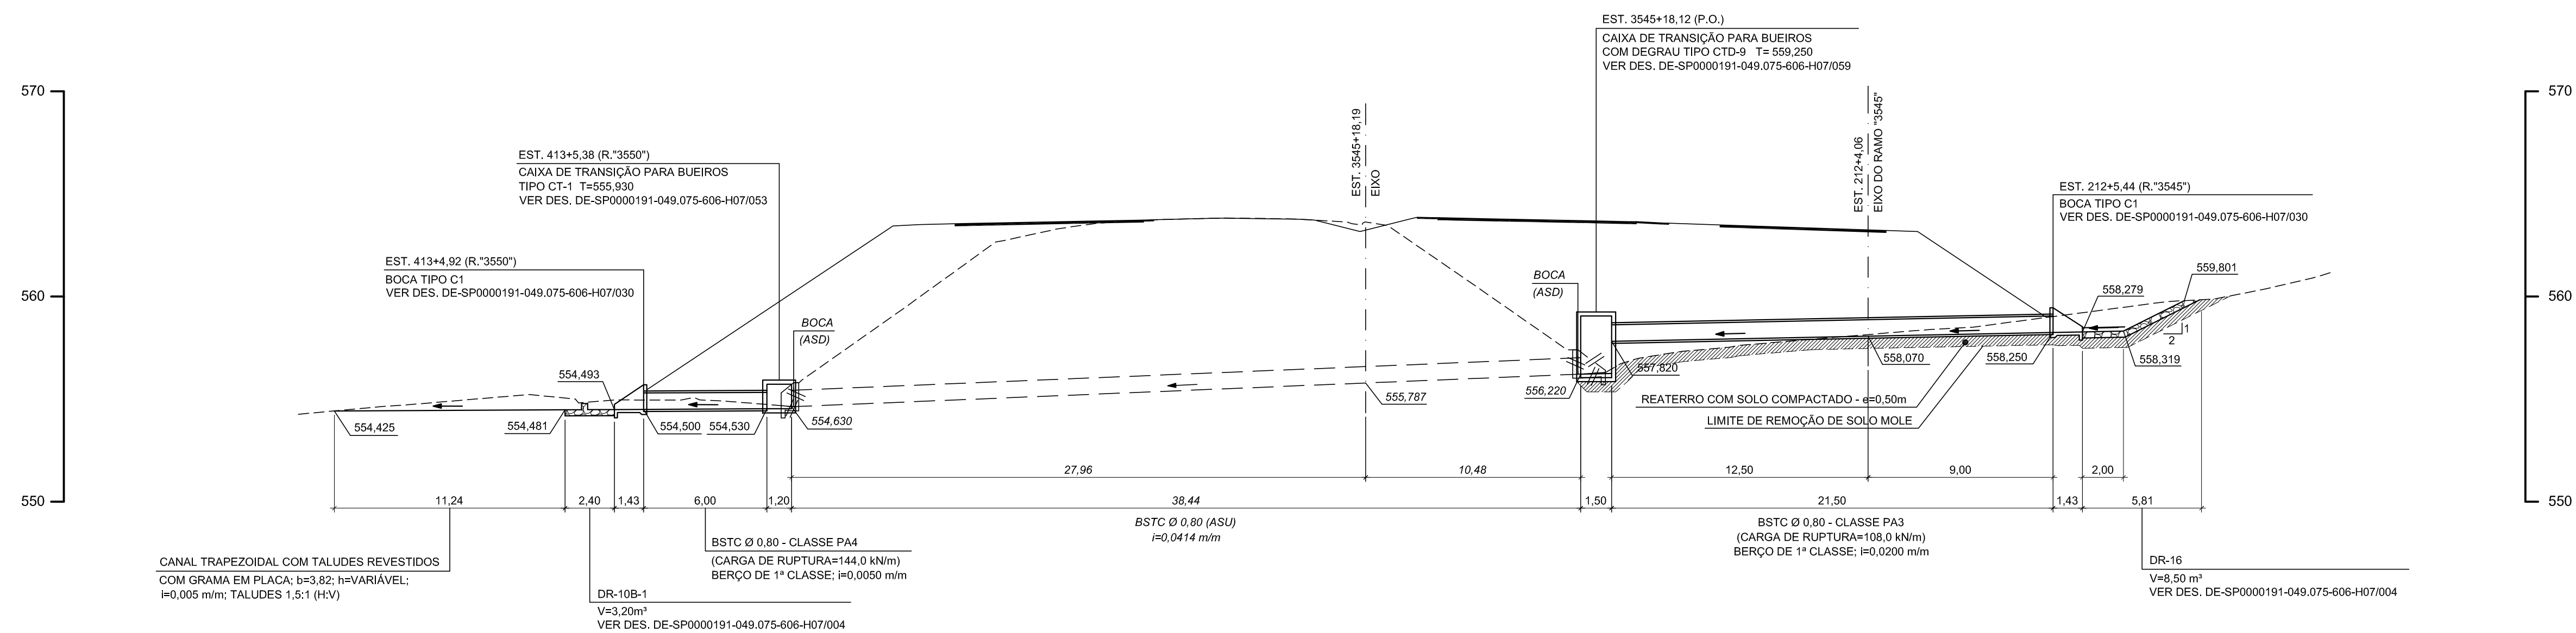 EST. 3545+18,12 (P.O.)
CAIXA DE TRANSIÇÃO PARA BUEIROS
COM DEGRAU TIPO CTD-9 T= 559,250
VER DES. DE-SP0000191-049.075-606-H07/059
570
570
EST. 3545+18,19
EIXO
EST. 212+4,06
EIXO DO RAMO "3545"
EST. 413+5,38 (R."3550")
CAIXA DE TRANSIÇÃO PARA BUEIROS
TIPO CT-1 T=555,930
VER DES. DE-SP0000191-049.075-606-H07/053
EST. 212+5,44 (R."3545")
BOCA TIPO C1
VER DES. DE-SP0000191-049.075-606-H07/030
EST. 413+4,92 (R."3550")
BOCA TIPO C1
VER DES. DE-SP0000191-049.075-606-H07/030
BOCA
(ASD)
559,801
558,279
560
560
BOCA
(ASD)
1
2
554,493
557,820
558,070
558,250
558,319
556,220
555,787
REATERRO COM SOLO COMPACTADO - e=0,50m
LIMITE DE REMOÇÃO DE SOLO MOLE
554,425
554,481
554,500
554,530
554,630
27,96
10,48
12,50
9,00
2,00
550
550
11,24
2,40
1,43
6,00
1,20
38,44
1,50
21,50
1,43
5,81
BSTC Ø 0,80 (ASU)
i=0,0414 m/m
BSTC Ø 0,80 - CLASSE PA3
(CARGA DE RUPTURA=108,0 kN/m)
BERÇO DE 1ª CLASSE; i=0,0200 m/m
BSTC Ø 0,80 - CLASSE PA4
(CARGA DE RUPTURA=144,0 kN/m)
BERÇO DE 1ª CLASSE; i=0,0050 m/m
CANAL TRAPEZOIDAL COM TALUDES REVESTIDOS
COM GRAMA EM PLACA; b=3,82; h=VARIÁVEL;
i=0,005 m/m; TALUDES 1,5:1 (H:V)
DR-16
V=8,50 m³
VER DES. DE-SP0000191-049.075-606-H07/004
DR-10B-1
V=3,20m³
VER DES. DE-SP0000191-049.075-606-H07/004